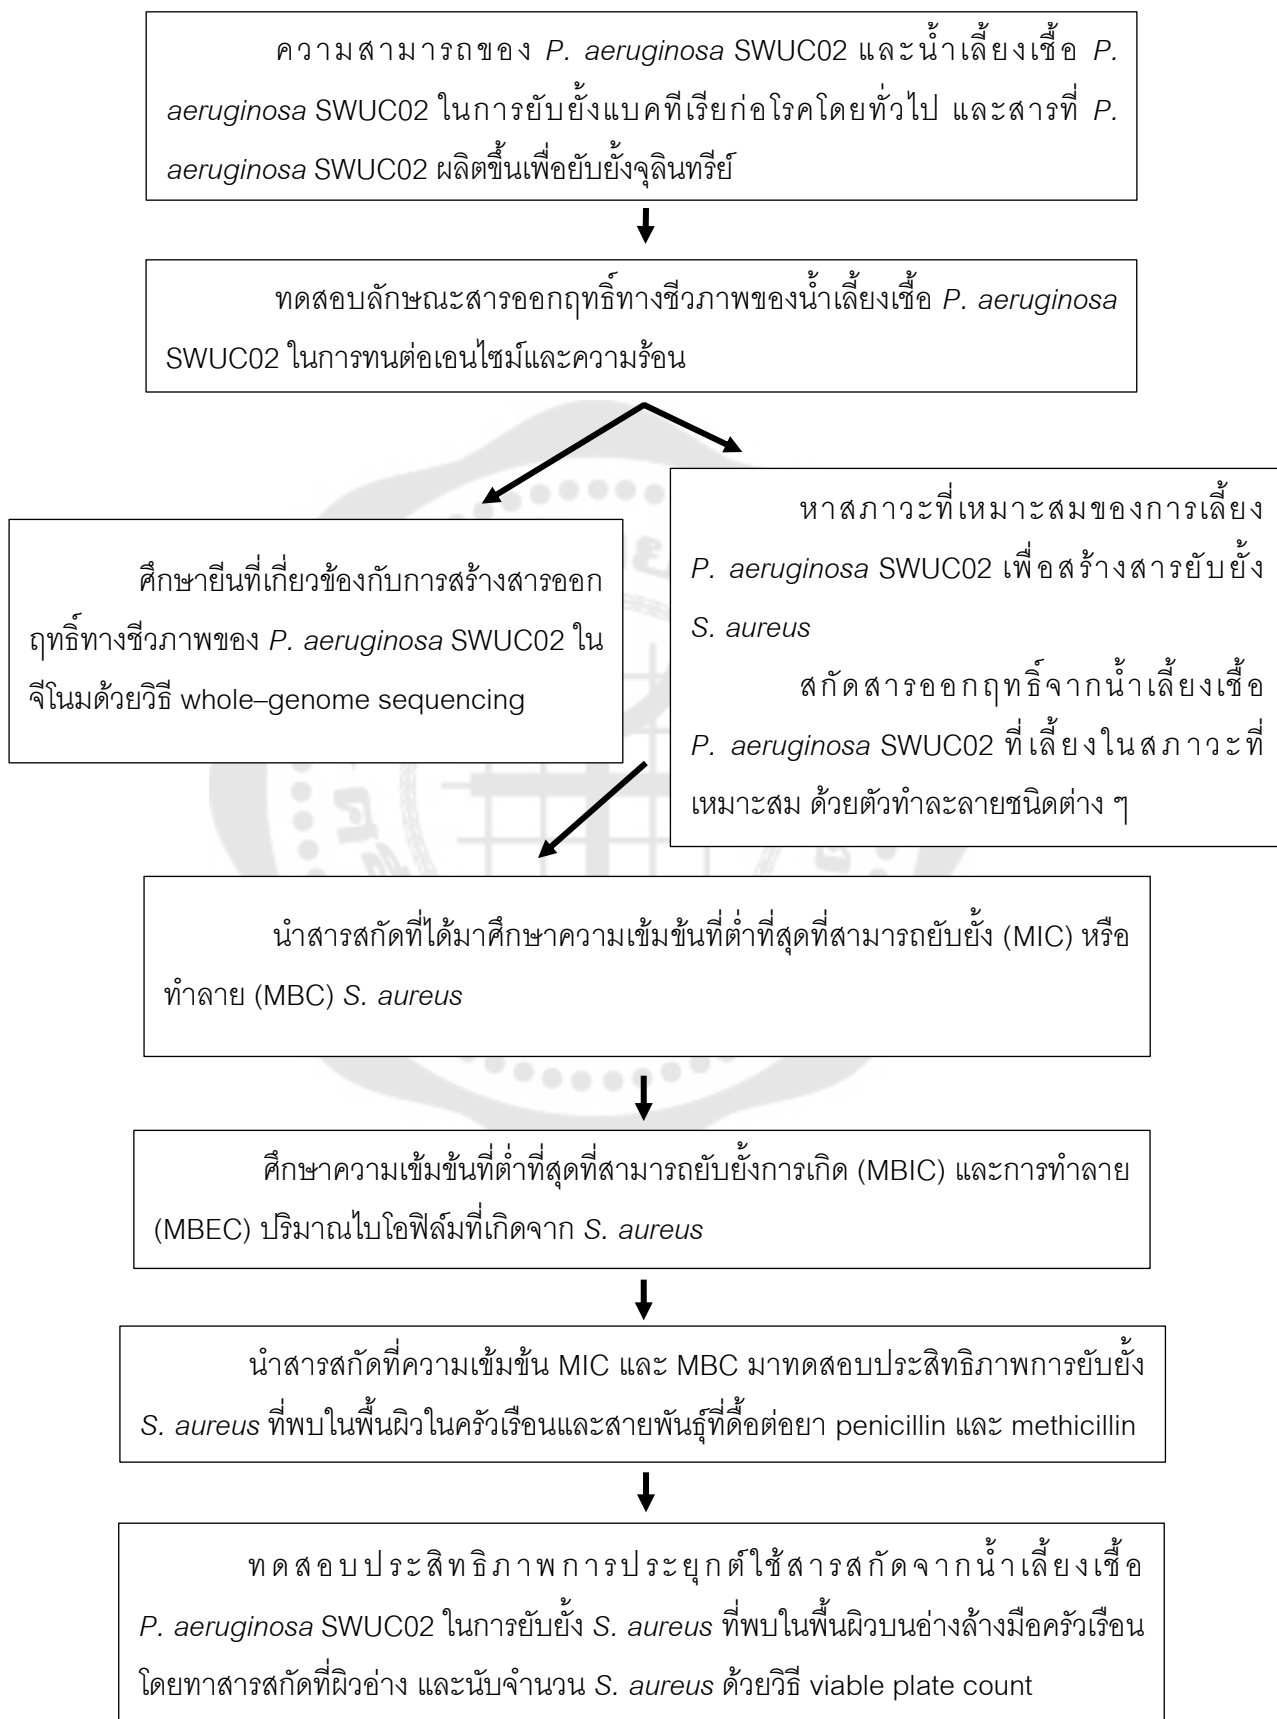 ความสามารถของ P. aeruginosa SWUC02 และน้ำเลี้ยงเชื้อ P.
aeruginosa SWUC02 ในการยับยั้งแบคทีเรียก่อโรคโดยทั่วไป และสารที่ P.
aeruginosa SWUC02 ผลิตขึ้นเพื่อยับยั้งจุลินทรีย์
ทดสอบลักษณะสารออกฤทธิ์ทางชีวภาพของน้ำเลี้ยงเชื้อ P. aeruginosa
SWUC02 ในการทนต่อเอนไซม์และความร้อน
ศึกษายีนที่เกี่ยวข้องกับการสร้างสารออก
ฤทธิ์ทางชีวภาพของ P. aeruginosa SWUC02 ใน
จีโนมด้วยวิธี whole–genome sequencing
หาสภาวะที่เหมาะสมของการเลี้ยง
P. aeruginosa SWUC02 เพื่อสร้างสารยับยั้ง
S. aureus
สกัดสารออกฤทธิ์จากน้ำเลี้ยงเชื้อ
P. aeruginosa SWUC02 ที่เลี้ยงในสภาวะที่
เหมาะสม ด้วยตัวทำละลายชนิดต่าง ๆ
นำสารสกัดที่ได้มาศึกษาความเข้มข้นที่ต่ำที่สุดที่สามารถยับยั้ง (MIC) หรือ
ทำลาย (MBC) S. aureus
ศึกษาความเข้มข้นที่ต่ำที่สุดที่สามารถยับยั้งการเกิด (MBIC) และการทำลาย
(MBEC) ปริมาณไบโอฟิล์มที่เกิดจาก S. aureus
นำสารสกัดที่ความเข้มข้น MIC และ MBC มาทดสอบประสิทธิภาพการยับยั้ง
S. aureus ที่พบในพื้นผิวในครัวเรือนและสายพันธุ์ที่ดื้อต่อยา penicillin และ methicillin
ทดสอบประสิทธิภาพการประยุกต์ใช้สารสกัดจากน้ำเลี้ยงเชื้อ
P. aeruginosa SWUC02 ในการยับยั้ง S. aureus ที่พบในพื้นผิวบนอ่างล้างมือครัวเรือน
โดยทาสารสกัดที่ผิวอ่าง และนับจำนวน S. aureus ด้วยวิธี viable plate count